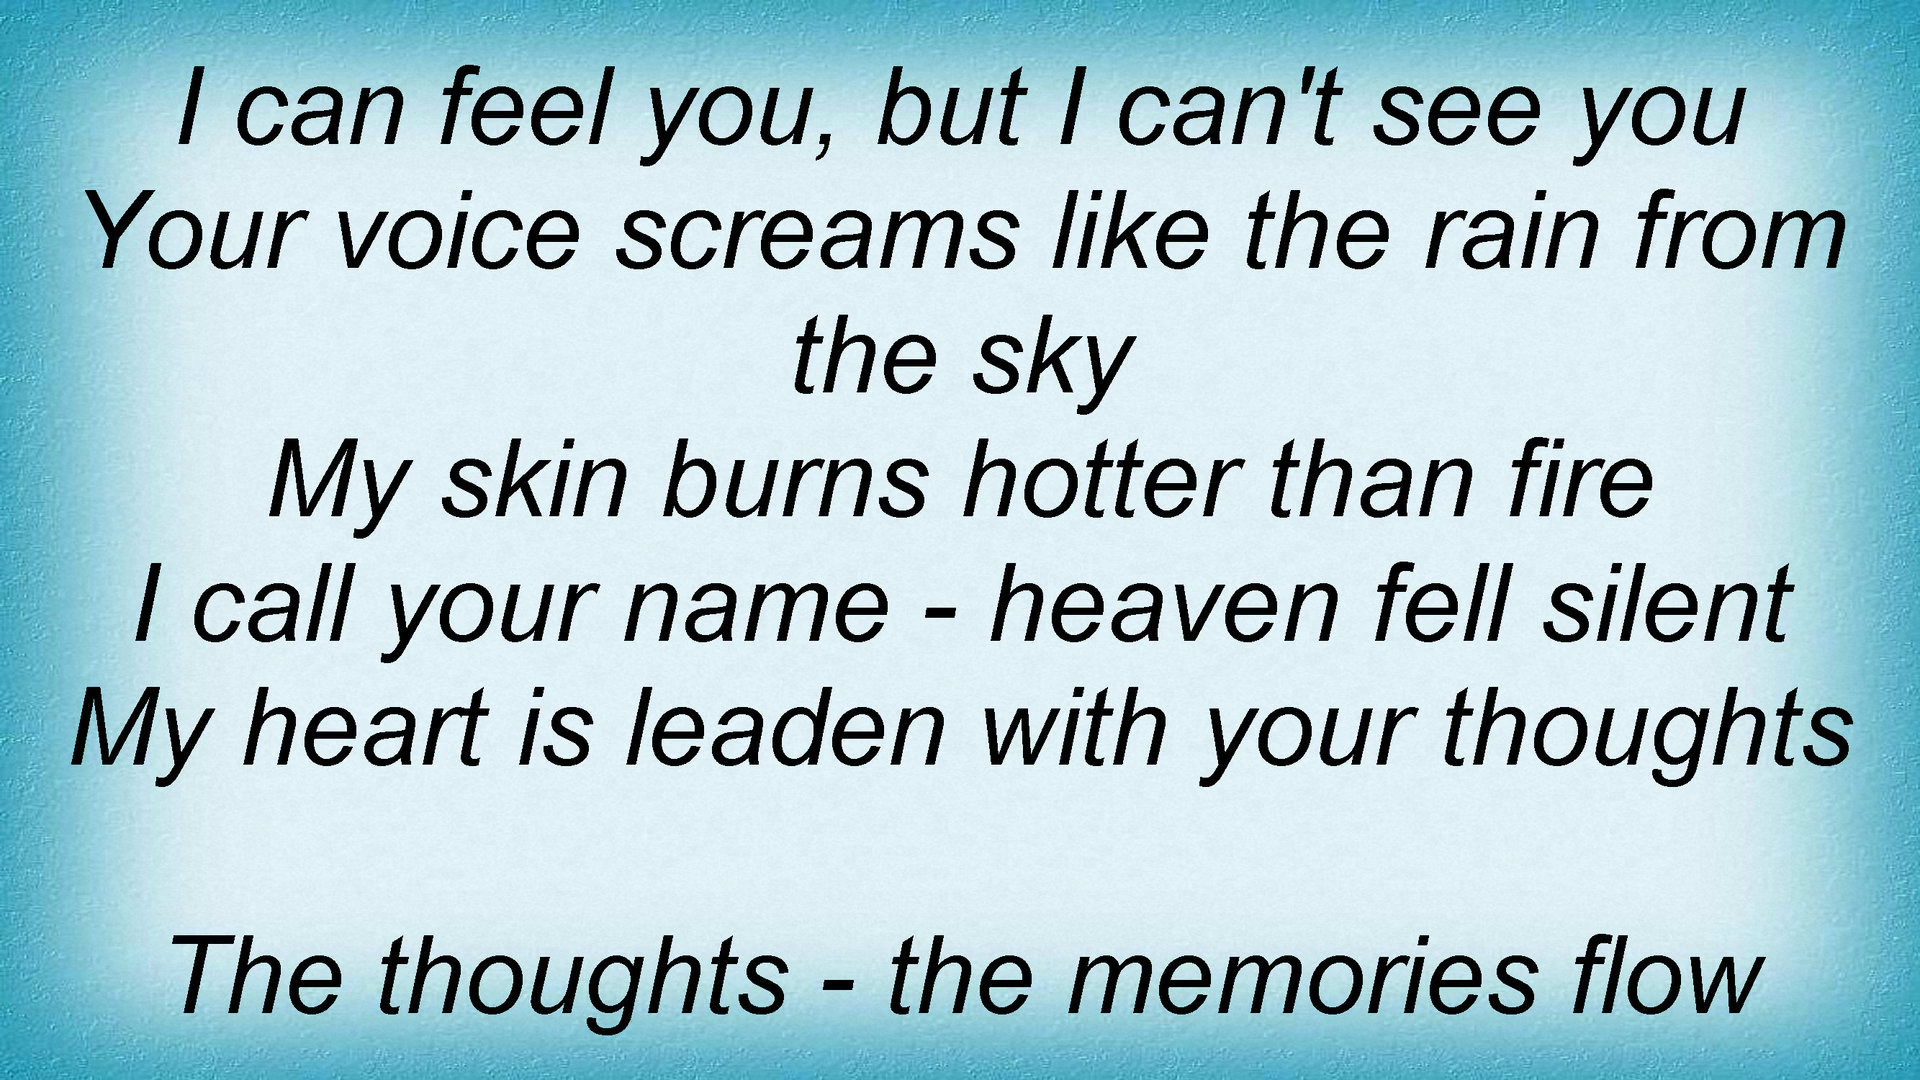 I can feel you, but I can't see you
Your voice screams like the rain from
the sky
My skin burns hotter than fire
I call your name - heaven fell silent
My heart is leaden with your thoughts
The thoughts - the memories flow